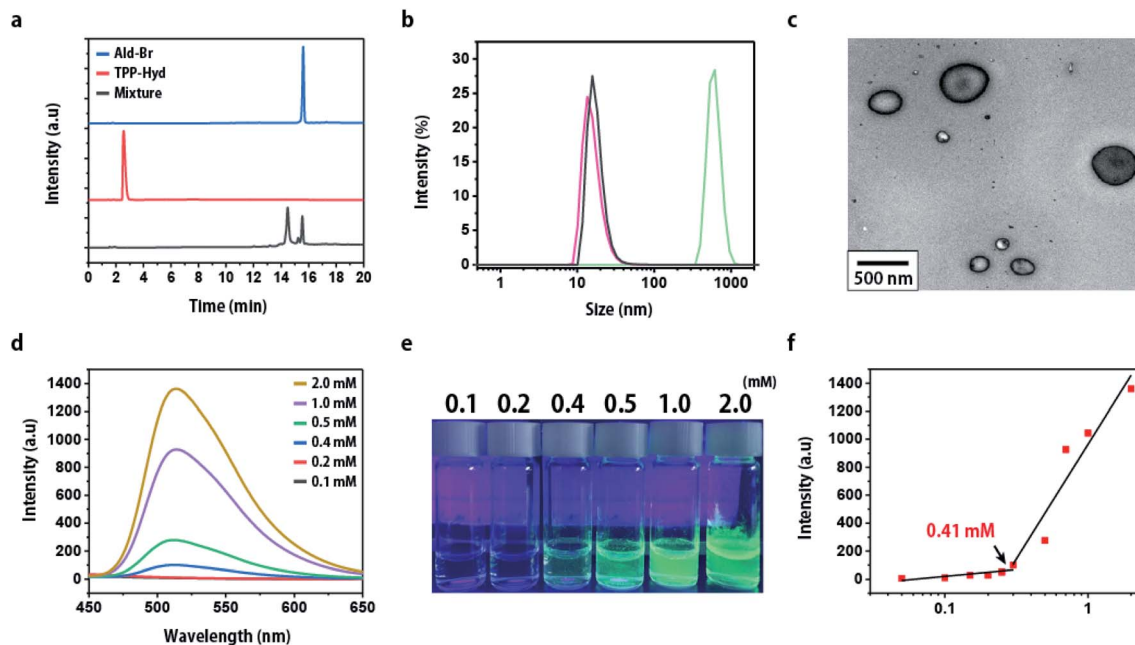 a
Ald-Br
TPP-Hyd
Mixture
Intensity (a.u)
0 2 4 6 8 10 12 14 16 18 20
Time (min)
b
30
25
20
15
10
5
0
Intensity (%)
1 10 100 1000
Size (nm)
c
500 nm
d
1400
1200
1000
800
600
400
200
0
Intensity (a.u)
2.0 mM
1.0 mM
0.5 mM
0.4 mM
0.2 mM
0.1 mM
450 500 550 600 650
Wavelength (nm)
e
(mM)
0.1 0.2 0.4 0.5 1.0 2.0
f
1400
1200
1000
800
600
400
200
0
Intensity (a.u)
0.41 mM
0.1 1